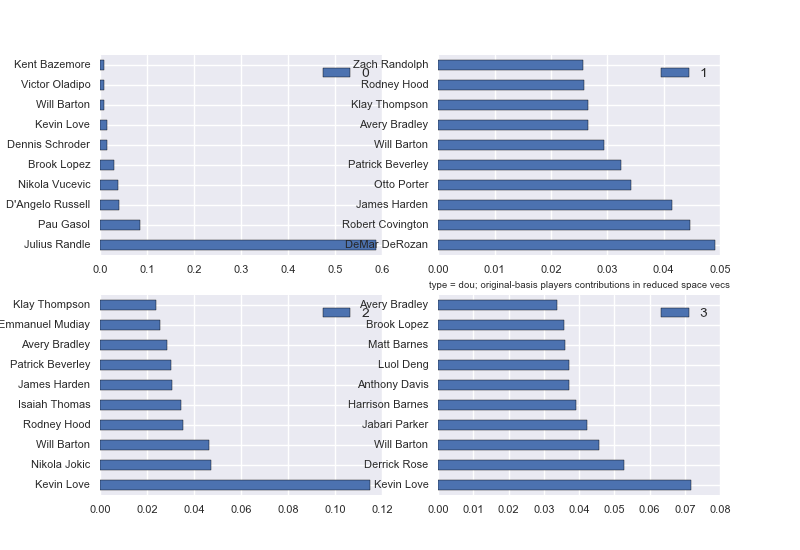 Kent Bazemore
Victor Oladipo
Will Barton
Kevin Love
Dennis Schroder
Brook Lopez
Nikola Vucevic
D'Angelo Russell
Pau Gasol
Julius Randle
0
0.0 0.1 0.2 0.3 0.4 0.5 0.6
Zach Randolph
Rodney Hood
Klay Thompson
Avery Bradley
Will Barton
Patrick Beverley
Otto Porter
James Harden
Robert Covington
DeMar DeRozan
1
0.00 0.01 0.02 0.03 0.04 0.05
type = dou; original-basis players contributions in reduced space vecs
Klay Thompson
Emmanuel Mudiay
Avery Bradley
Patrick Beverley
James Harden
Isaiah Thomas
Rodney Hood
Will Barton
Nikola Jokic
Kevin Love
2
0.00 0.02 0.04 0.06 0.08 0.10 0.12
Avery Bradley
Brook Lopez
Matt Barnes
Luol Deng
Anthony Davis
Harrison Barnes
Jabari Parker
Will Barton
Derrick Rose
Kevin Love
3
0.00 0.01 0.02 0.03 0.04 0.05 0.06 0.07 0.08